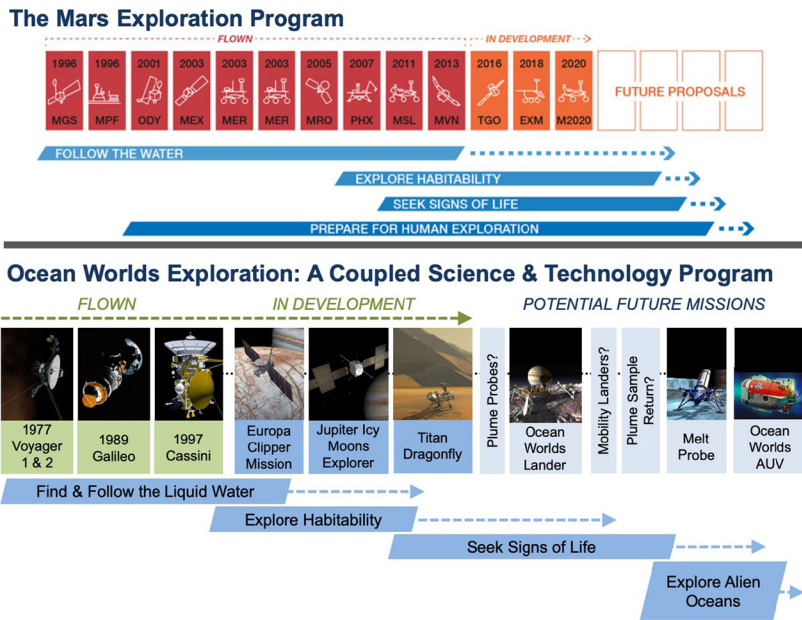 The Mars Exploration Program
FLOWN
IN DEVELOPMENT
1996 1996 2001 2003 2003 2003 2005 2007 2011 2013 2016 2018 2020
MGS MPF ODY MEX MER MER MRO PHX MSL MVN TGO EXM M2020
FUTURE PROPOSALS
FOLLOW THE WATER
EXPLORE HABITABILITY
SEEK SIGNS OF LIFE
PREPARE FOR HUMAN EXPLORATION
Ocean Worlds Exploration: A Coupled Science & Technology Program
FLOWN
IN DEVELOPMENT
POTENTIAL FUTURE MISSIONS
1977
Voyager
1 & 2
1989
Galileo
1997
Cassini
Europa
Clipper
Mission
Jupiter Icy
Moons
Explorer
Titan
Dragonfly
Plume Probes?
Ocean
Worlds
Lander
Mobility Landers?
Plume Sample
Return?
Melt
Probe
Ocean
Worlds
AUV
Find & Follow the Liquid Water
Explore Habitability
Seek Signs of Life
Explore Alien
Oceans